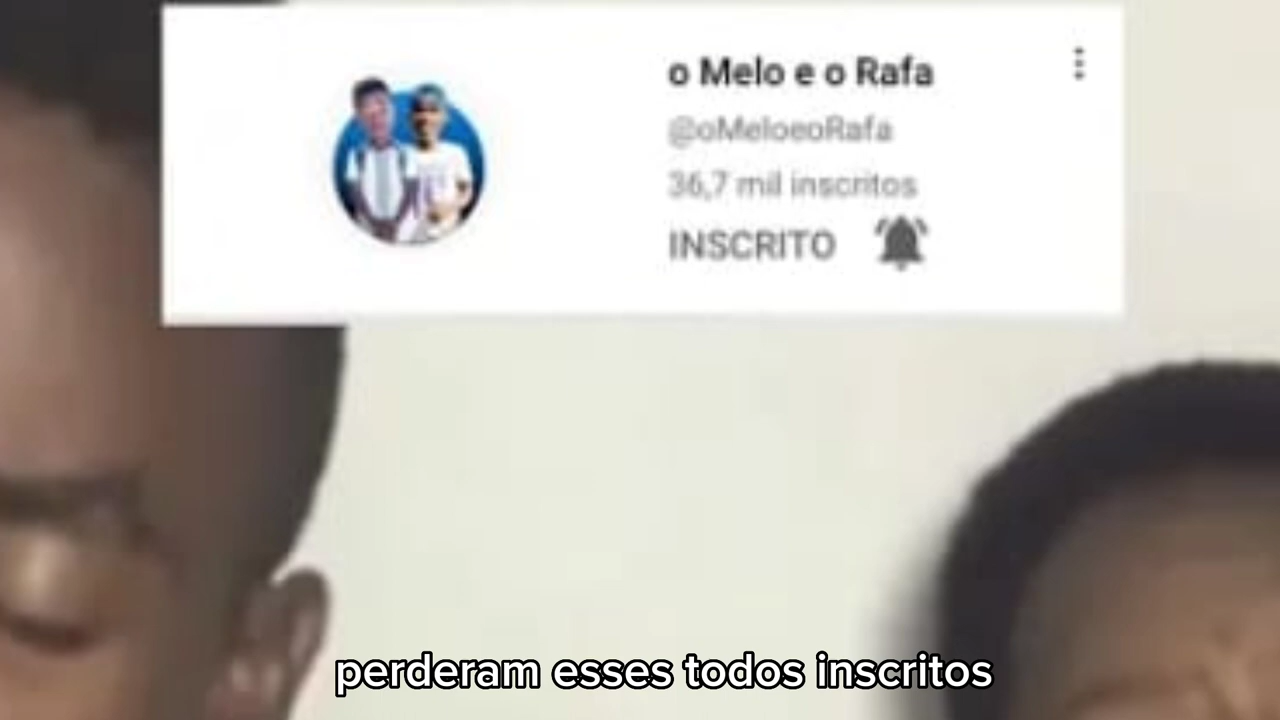 o Melo e o Rafa
@oMeloeoRafa
36,7 mil inscritos
INSCRITO
perderam esses todos inscritos